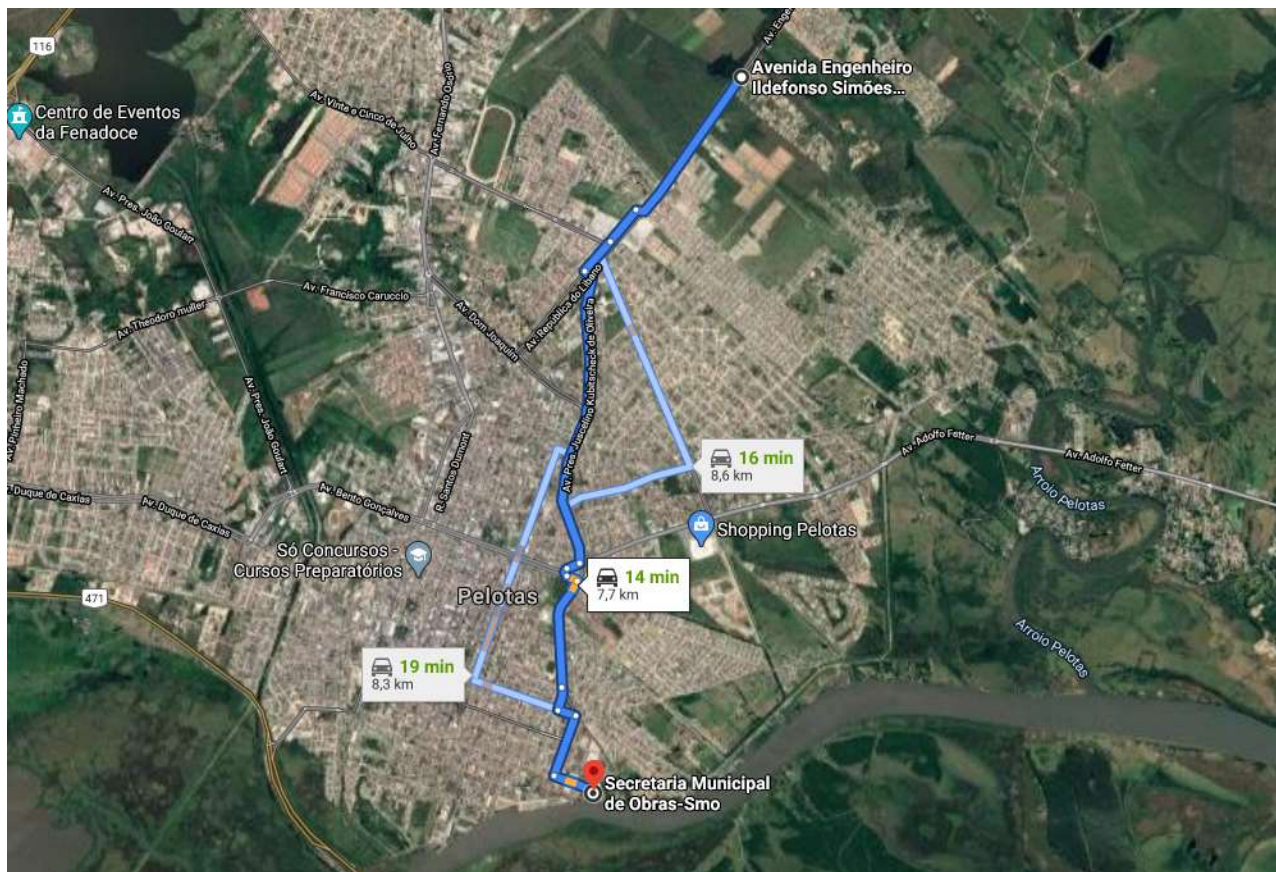 116
Centro de Eventos
da Fenadoce
Av. Vinte e Cinco de Julho
Av. Fernando Osório
Av. Enge
Avenida Engenheiro
Ildefonso Simões...
Av. Pres. João Goulart
Av. Theodoro muller
Av. Francisco Caruccio
Av. Dom Joaquim
Av. República do Líbano
Av. Pres. Juscelino Kubitscheck de Oliveira
Av. Pinheiro Machado
Av. Pres. João Goulart
R. Santos Dumont
16 min
8,6 km
Av. Adolfo Fetter
Av. Adolfo Fetter
Arroio Pelotas
. Duque de Caxias
Av. Duque de Caxias
Av. Bento Gonçalves
Shopping Pelotas
Só Concursos -
Cursos Preparatórios
Pelotas
14 min
7,7 km
471
Arroio Pelotas
19 min
8,3 km
Secretaria Municipal
de Obras-Smo